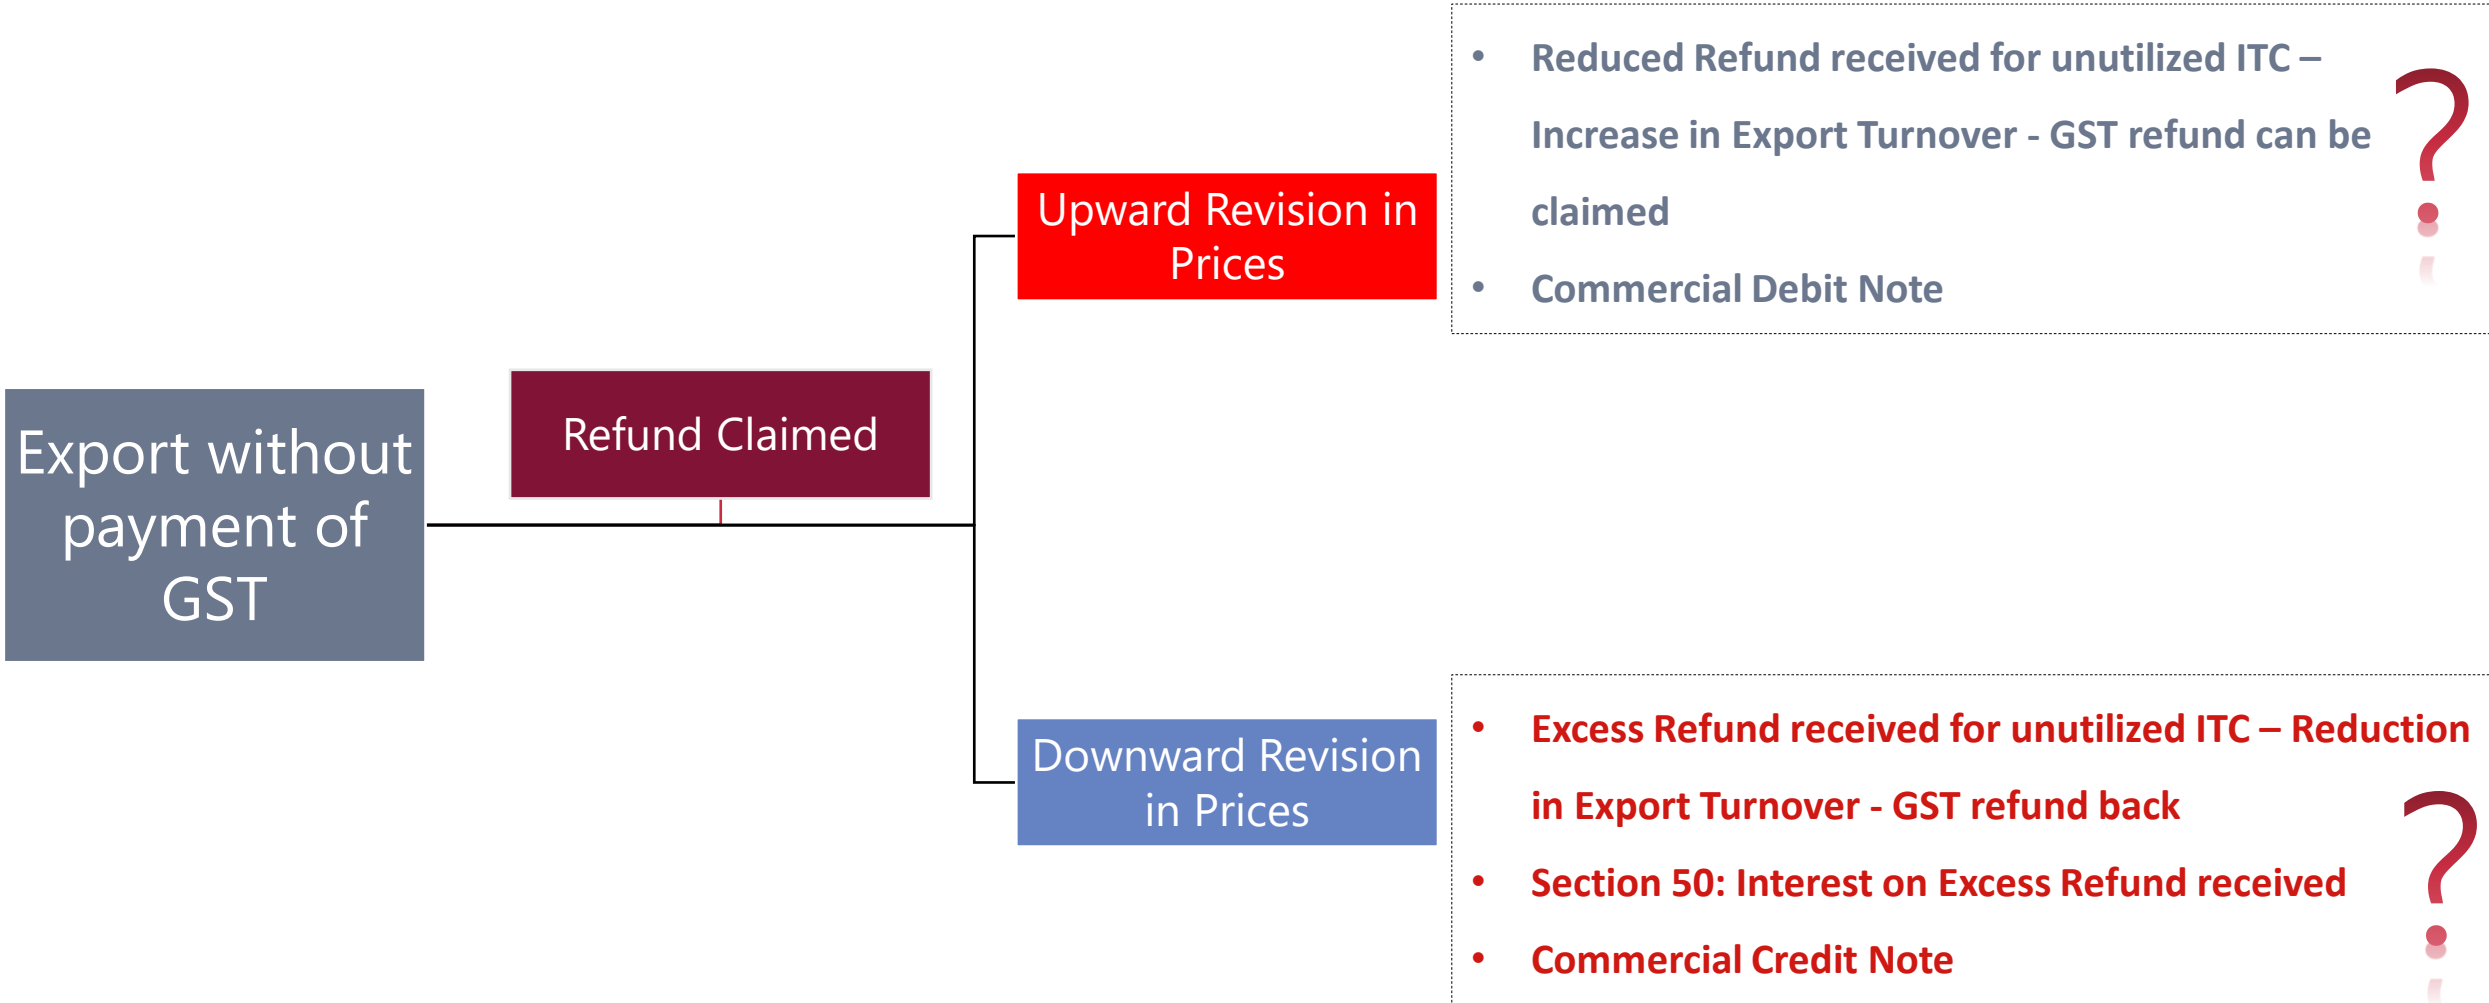 Export without
payment of
GST
Refund Claimed
Upward Revision in
Prices
• Reduced Refund received for unutilized ITC –
Increase in Export Turnover - GST refund can be
claimed
• Commercial Debit Note
?
Downward Revision
in Prices
• Excess Refund received for unutilized ITC – Reduction
in Export Turnover - GST refund back
• Section 50: Interest on Excess Refund received
• Commercial Credit Note
?